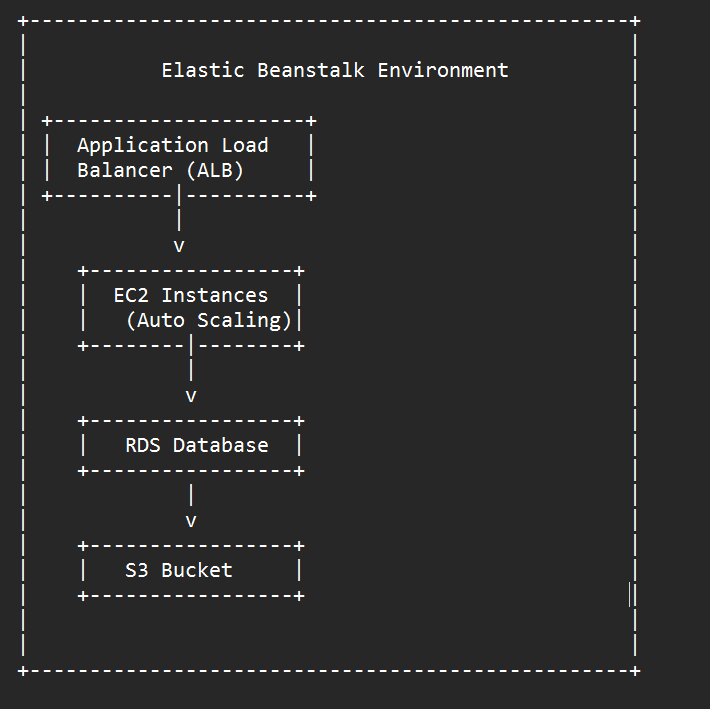 +--------------------------------------------------+
|                                                  |
|           Elastic Beanstalk Environment          |
|                                                  |
| +---------------------+                          |
| |  Application Load   |                          |
| |  Balancer (ALB)     |                          |
| +----------|----------+                          |
|            |                                     |
|            v                                     |
|    +-----------------+                           |
|    |  EC2 Instances  |                           |
|    |   (Auto Scaling)|                           |
|    +--------|--------+                           |
|             |                                    |
|             v                                    |
|    +-----------------+                           |
|    |   RDS Database  |                           |
|    +-----------------+                           |
|             |                                    |
|             v                                    |
|    +-----------------+                           |
|    |   S3 Bucket     |                           |
|    +-----------------+                           |
|                                                  |
|                                                  |
+--------------------------------------------------+